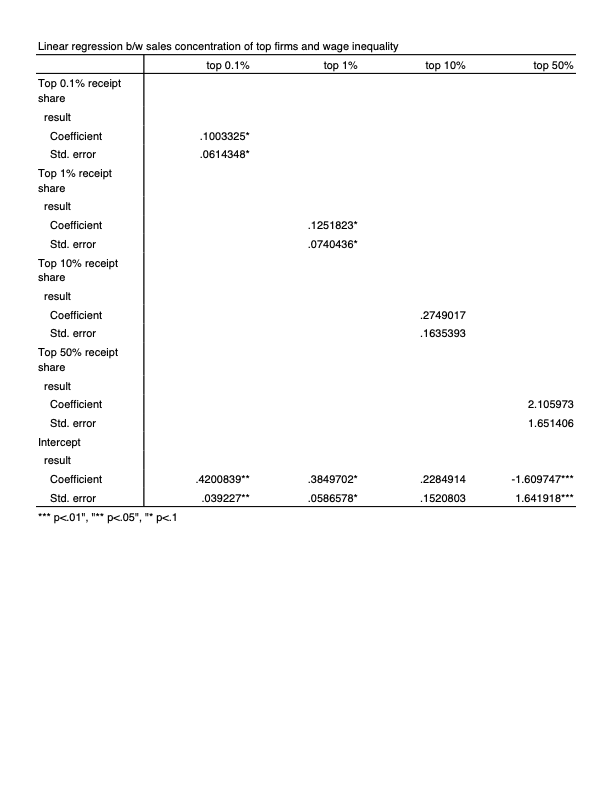 Linear regression b/w sales concentration of top firms and wage inequality
top 0.1% top 1% top 10% top 50%
Top 0.1% receipt
share
result
Coefficient .1003325*
Std. error .0614348*
Top 1% receipt
share
result
Coefficient .1251823*
Std. error .0740436*
Top 10% receipt
share
result
Coefficient .2749017
Std. error .1635393
Top 50% receipt
share
result
Coefficient 2.105973
Std. error 1.651406
Intercept
result
Coefficient .4200839** .3849702* .2284914 -1.609747***
Std. error .039227** .0586578* .1520803 1.641918***
*** p<.01", "** p<.05", "* p<.1